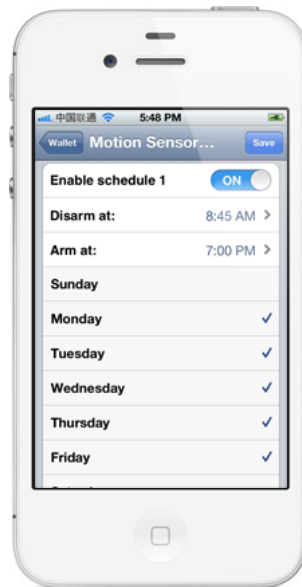 中国联通 5:48 PM
Wallet Motion Sensor... Save
Enable schedule 1 ON
Disarm at: 8:45 AM
Arm at: 7:00 PM
Sunday
Monday
Tuesday
Wednesday
Thursday
Friday